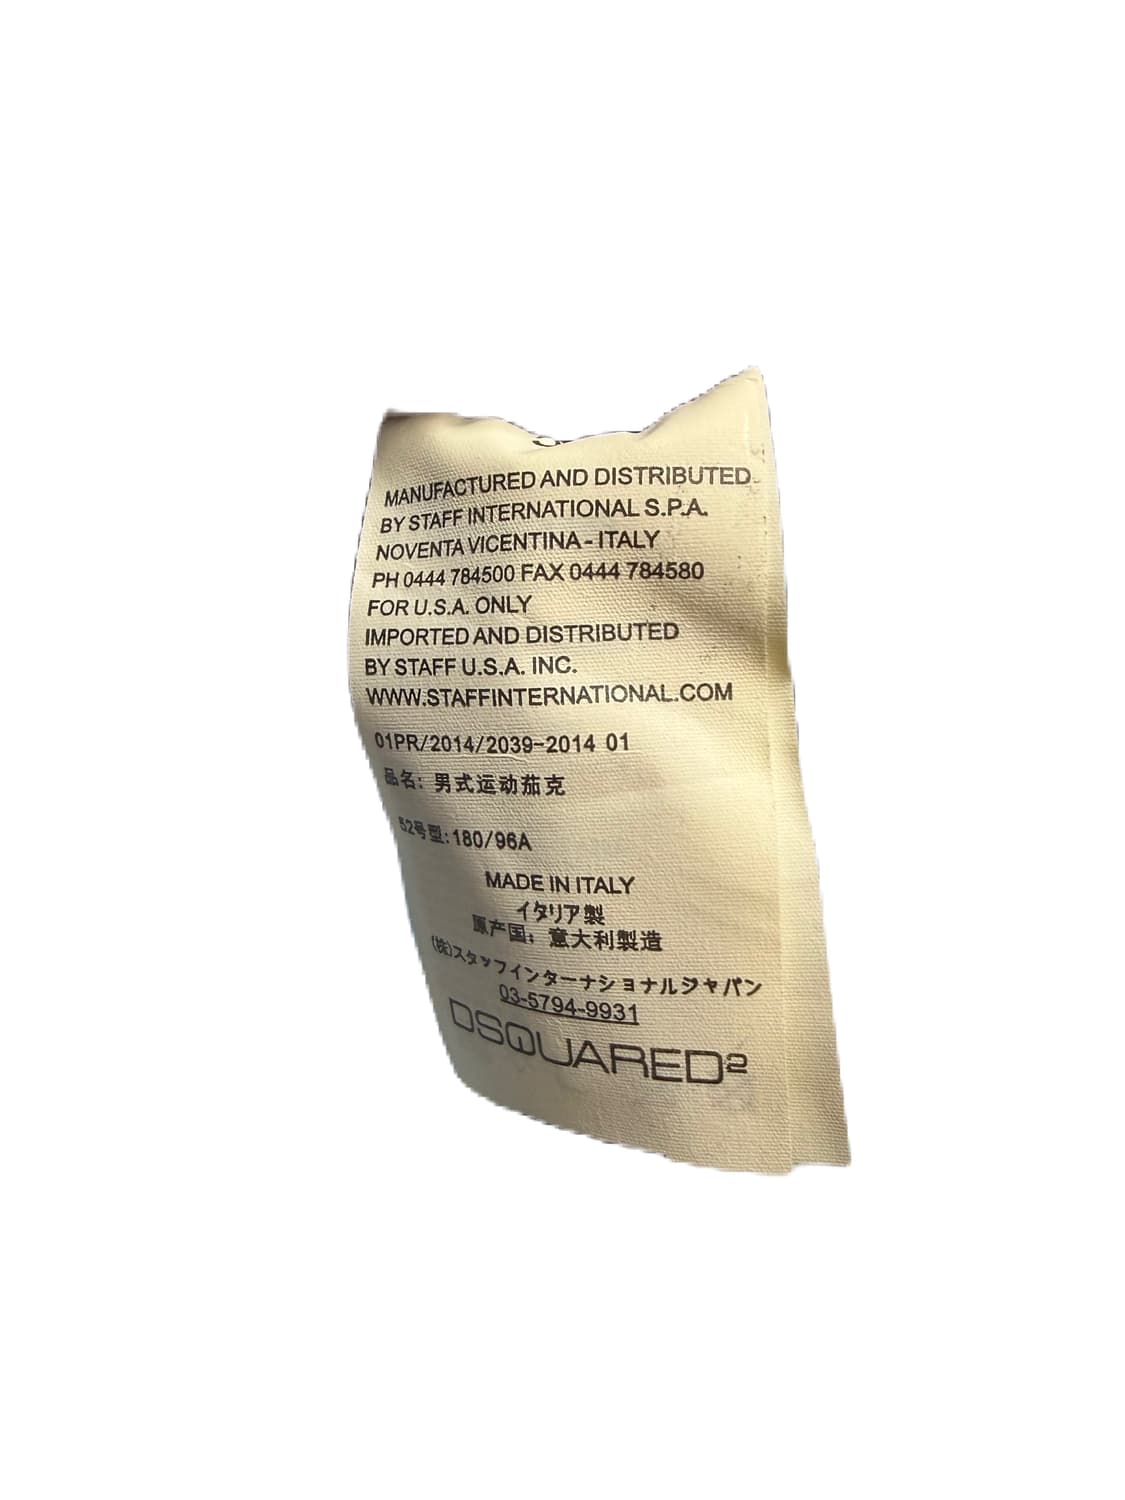 MANUFACTURED AND DISTRIBUTED
BY STAFF INTERNATIONAL S.P.A.
NOVENTA VICENTINA - ITALY
PH 0444 784500 FAX 0444 784580
FOR U.S.A. ONLY
IMPORTED AND DISTRIBUTED
BY STAFF U.S.A. INC.
WWW.STAFFINTERNATIONAL.COM
01PR/2014/2039-2014 01
品名: 男式运动茄克
52号型: 180/96A
MADE IN ITALY
イタリア製
原产国: 意大利製造
(株)スタッフインターナショナルジャパン
03-5794-9931
DSQUARED2